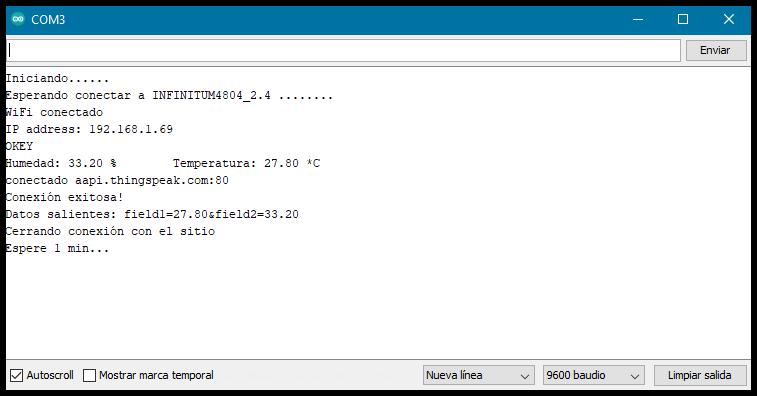 COM3
Enviar
Iniciando......
Esperando conectar a INFINITUM4804_2.4 ........
WiFi conectado
IP address: 192.168.1.69
OKEY
Humedad: 33.20 %        Temperatura: 27.80 *C
conectado aapi.thingspeak.com:80
Conexión exitosa!
Datos salientes: field1=27.80&field2=33.20
Cerrando conexión con el sitio
Espere 1 min...
Autoscroll Mostrar marca temporal Nueva línea 9600 baudio Limpiar salida